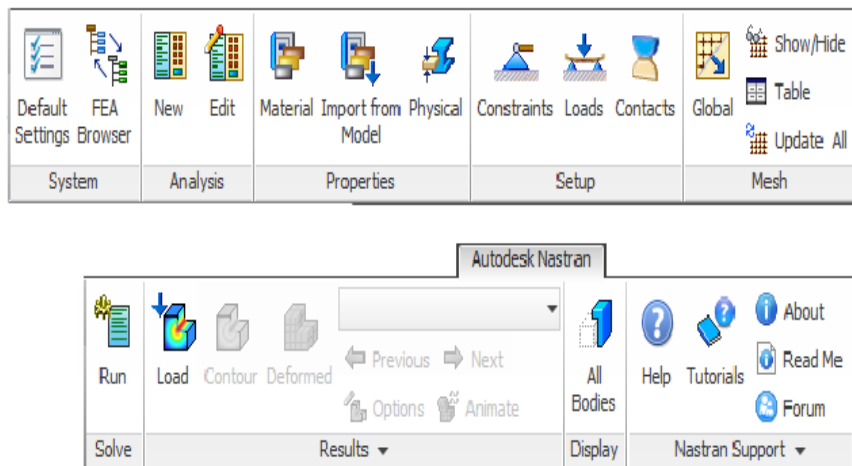 Default Settings
FEA Browser
New
Edit
Material
Import from Model
Physical
Constraints
Loads
Contacts
Global
Show/Hide
Table
Update All
System
Analysis
Properties
Setup
Mesh
Autodesk Nastran
Run
Load
Contour
Deformed
Previous
Next
Options
Animate
All Bodies
Help
Tutorials
About
Read Me
Forum
Solve
Results
Display
Nastran Support